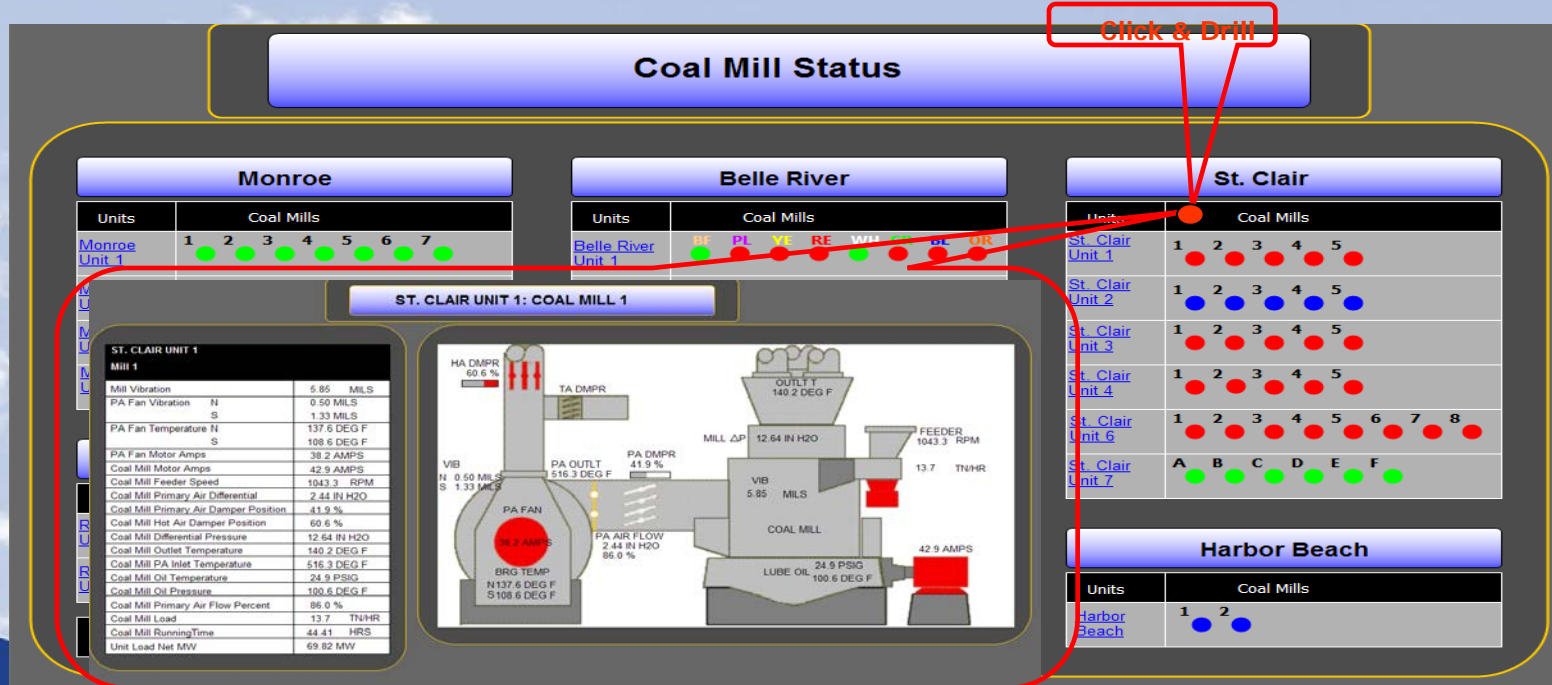 Click & Drill
Coal Mill Status
Monroe
Units Coal Mills
Monroe
Unit 1
1 2 3 4 5 6 7
Belle River
Units Coal Mills
Belle River
Unit 1
BF PL YE RE WH GR BL OR
St. Clair
Units Coal Mills
St. Clair
Unit 1
1 2 3 4 5
St. Clair
Unit 2
1 2 3 4 5
St. Clair
Unit 3
1 2 3 4 5
St. Clair
Unit 4
1 2 3 4 5
St. Clair
Unit 6
1 2 3 4 5 6 7 8
St. Clair
Unit 7
A B C D E F
Harbor Beach
Units Coal Mills
Harbor
Beach
1 2
ST. CLAIR UNIT 1: COAL MILL 1
ST. CLAIR UNIT 1
Mill 1
Mill Vibration 5.85 MILS
PA Fan Vibration N 0.50 MILS
S 1.33 MILS
PA Fan Temperature N 137.6 DEG F
S 108.6 DEG F
PA Fan Motor Amps 38.2 AMPS
Coal Mill Motor Amps 42.9 AMPS
Coal Mill Feeder Speed 1043.3 RPM
Coal Mill Primary Air Differential 2.44 IN H2O
Coal Mill Primary Air Damper Position 41.9 %
Coal Mill Hot Air Damper Position 60.6 %
Coal Mill Differential Pressure 12.64 IN H2O
Coal Mill Outlet Temperature 140.2 DEG F
Coal Mill PA Inlet Temperature 516.3 DEG F
Coal Mill Oil Temperature 24.9 PSIG
Coal Mill Oil Pressure 100.6 DEG F
Coal Mill Primary Air Flow Percent 86.0 %
Coal Mill Load 13.7 TN/HR
Coal Mill RunningTime 44.41 HRS
Unit Load Net MW 69.82 MW
HA DMPR
60.6 %
TA DMPR
OUTLT T
140.2 DEG F
MILL ΔP 12.64 IN H2O
FEEDER
1043.3 RPM
13.7 TN/HR
VIB
N 0.50 MILS
S 1.33 MILS
PA OUTLT
516.3 DEG F
PA DMPR
41.9 %
VIB
5.85 MILS
PA FAN
38.2 AMPS
PA AIR FLOW
2.44 IN H2O
86.0 %
COAL MILL
BRG TEMP
N137.6 DEG F
S108.6 DEG F
LUBE OIL 24.9 PSIG
100.6 DEG F
42.9 AMPS